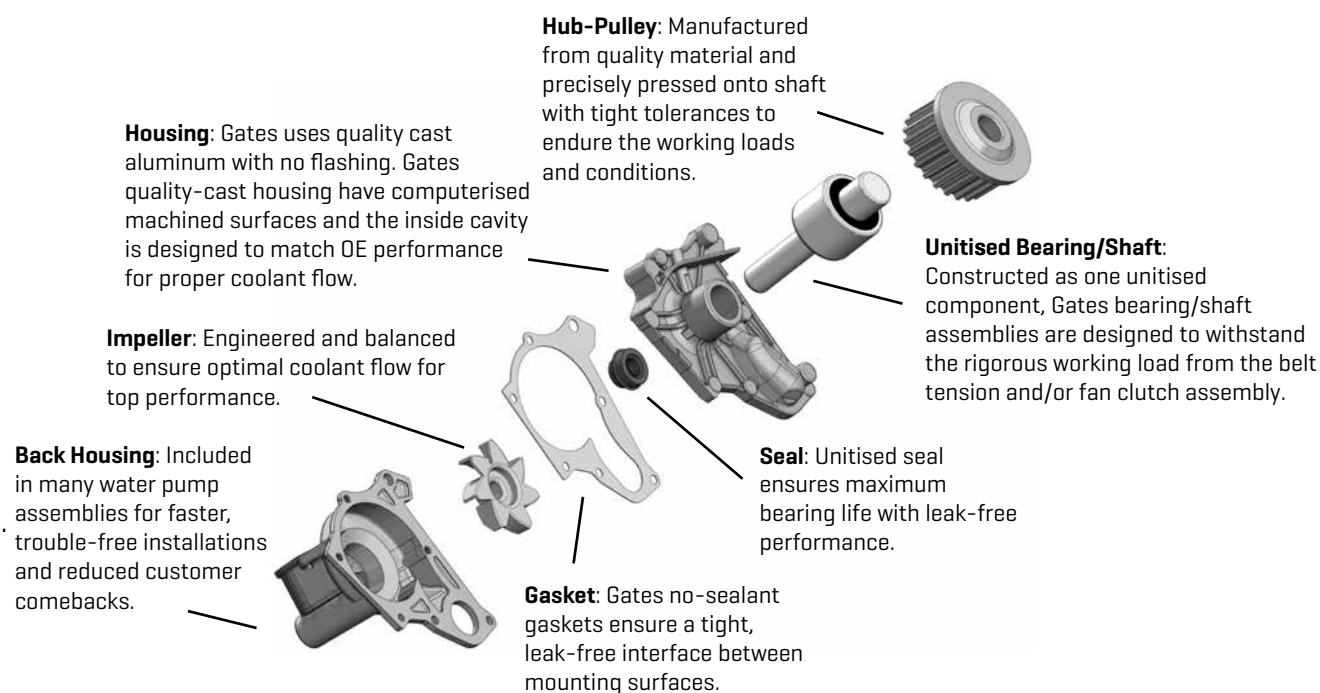 Hub-Pulley: Manufactured
from quality material and
precisely pressed onto shaft
with tight tolerances to
endure the working loads
and conditions.
Housing: Gates uses quality cast
aluminum with no flashing. Gates
quality-cast housing have computerised
machined surfaces and the inside cavity
is designed to match OE performance
for proper coolant flow.
Unitised Bearing/Shaft:
Constructed as one unitised
component, Gates bearing/shaft
assemblies are designed to withstand
the rigorous working load from the belt
tension and/or fan clutch assembly.
Impeller: Engineered and balanced
to ensure optimal coolant flow for
top performance.
Back Housing: Included
in many water pump
assemblies for faster,
trouble-free installations
and reduced customer
comebacks.
Seal: Unitised seal
ensures maximum
bearing life with leak-free
performance.
Gasket: Gates no-sealant
gaskets ensure a tight,
leak-free interface between
mounting surfaces.